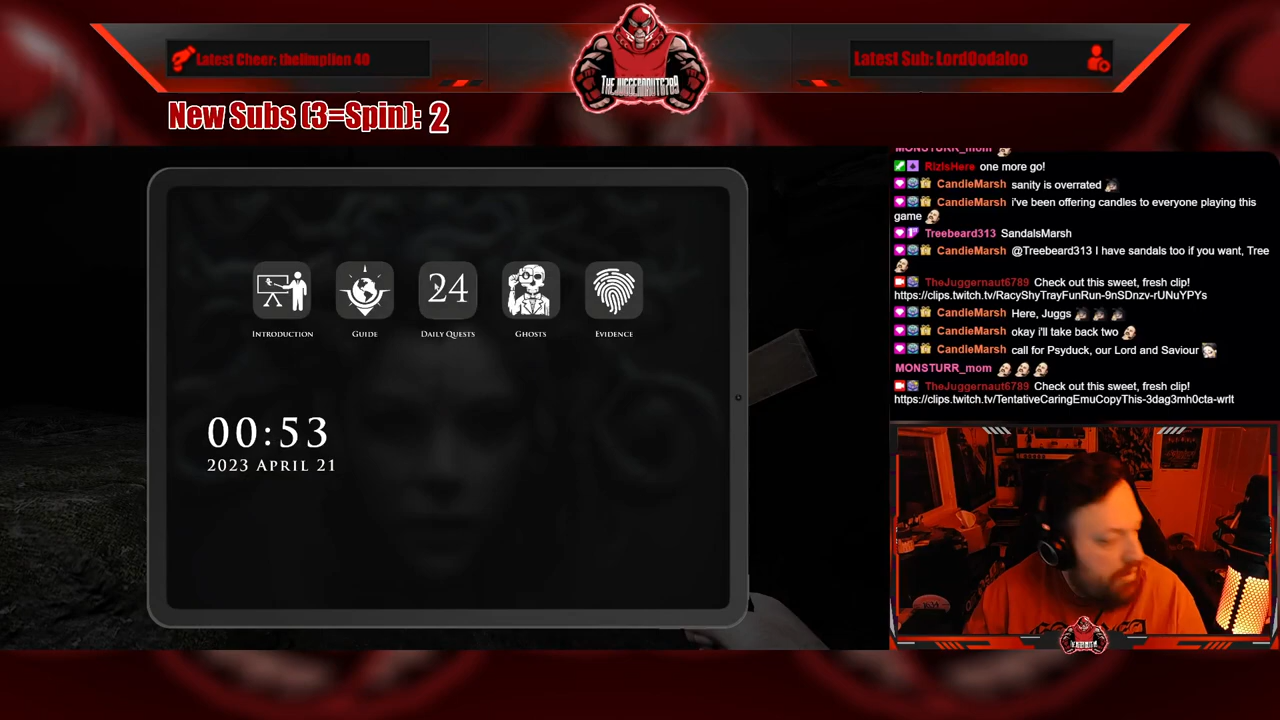 Latest Cheer: theliltuplion 40
THEJUGGERNAUT6789
Latest Sub: LordOodaloo
New Subs (3=Spin): 2
MONSTURR_mom
RizIsHere one more go!
CandieMarsh sanity is overrated
CandieMarsh i've been offering candles to everyone playing this
game
Treebeard313 SandalsMarsh
CandieMarsh @Treebeard313 I have sandals too if you want, Tree
TheJuggernaut6789 Check out this sweet, fresh clip!
https://clips.twitch.tv/RacyShyTrayFunRun-9nSDnzv-rUNuYPYs
CandieMarsh Here, Juggs
CandieMarsh okay i'll take back two
CandieMarsh call for Psyduck, our Lord and Saviour
MONSTURR_mom
TheJuggernaut6789 Check out this sweet, fresh clip!
https://clips.twitch.tv/TentativeCaringEmuCopyThis-3dag3mh0cta-wrlt
24
INTRODUCTION
GUIDE
DAILY QUESTS
GHOSTS
EVIDENCE
00:53
2023 APRIL 21